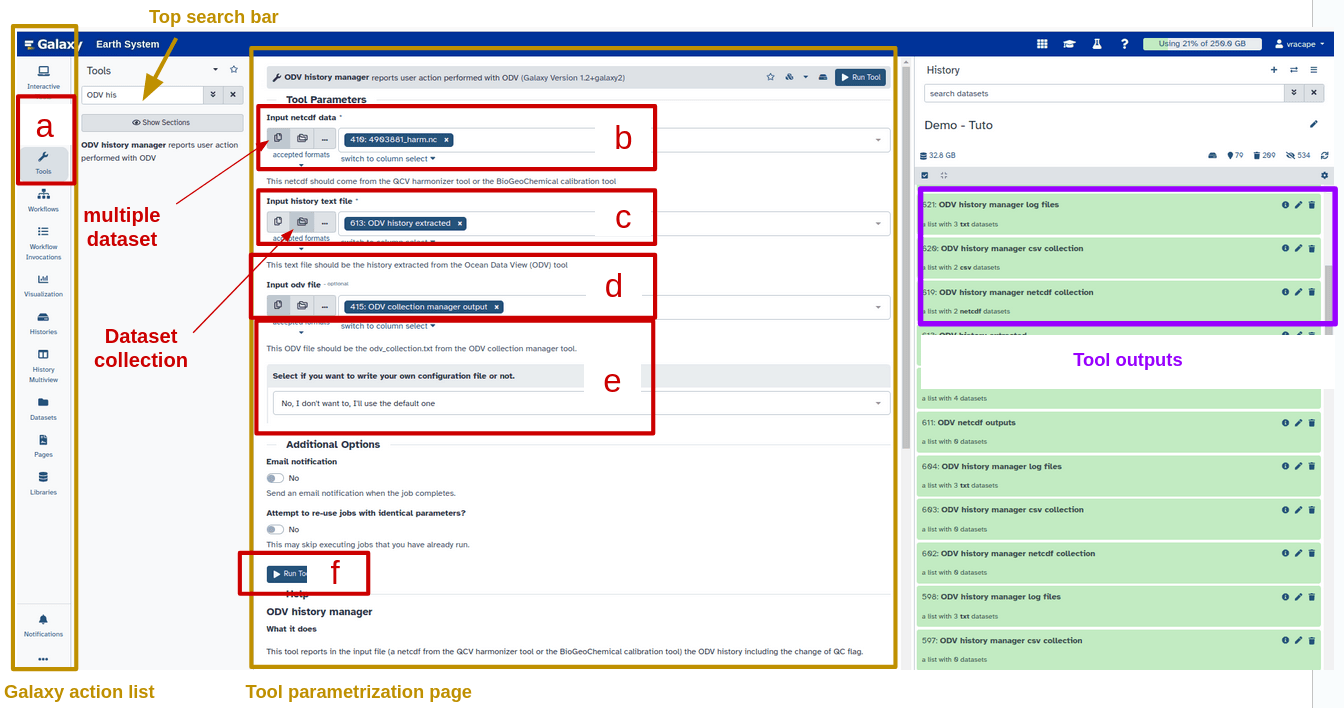 Top search bar
Galaxy Earth System
Using 21% of 250.0 GB
vracape
Interactive
a
Tools
Workflows
Workflow
Invocations
Visualization
Histories
History
Multiview
Datasets
Pages
Libraries
Notifications
Tools
ODV his
Show Sections
ODV history manager reports user action
performed with ODV
multiple
dataset
Dataset
collection
ODV history manager reports user action performed with ODV (Galaxy Version 1.2+galaxy2)
Run Tool
Tool Parameters
Input netcdf data *
410: 4903881_harm.nc ×
b
accepted formats
switch to column select
This netcdf should come from the QCV harmonizer tool or the BioGeoChemical calibration tool
Input history text file *
613: ODV history extracted ×
c
accepted formats
switch to column select
This text file should be the history extracted from the Ocean Data View (ODV) tool
Input odv file - optional
d
415: ODV collection manager output ×
accepted formats
switch to column select
This ODV file should be the odv_collection.txt from the ODV collection manager tool.
Select if you want to write your own configuration file or not.
e
No, I don't want to, I'll use the default one
Additional Options
Email notification
No
Send an email notification when the job completes.
Attempt to re-use jobs with identical parameters?
No
This may skip executing jobs that you have already run.
Run
f
Help
ODV history manager
What it does
This tool reports in the input file (a netcdf from the QCV harmonizer tool or the BioGeoChemical calibration tool) the ODV history including the change of QC flag.
History
search datasets
Demo - Tuto
32.8 GB
79 209 534
621: ODV history manager log files
a list with 3 txt datasets
620: ODV history manager csv collection
a list with 2 csv datasets
619: ODV history manager netcdf collection
a list with 2 netcdf datasets
Tool outputs
a list with 4 datasets
611: ODV netcdf outputs
a list with 0 datasets
604: ODV history manager log files
a list with 3 txt datasets
603: ODV history manager csv collection
a list with 0 datasets
602: ODV history manager netcdf collection
a list with 0 datasets
598: ODV history manager log files
a list with 3 txt datasets
597: ODV history manager csv collection
a list with 0 datasets
Galaxy action list
Tool parametrization page